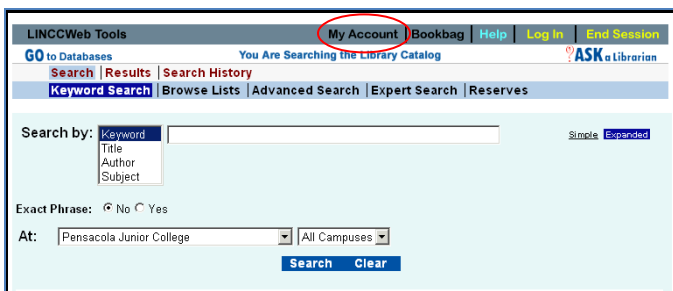 LINCCWeb Tools My Account Bookbag Help Log In End Session
GO to Databases You Are Searching the Library Catalog ?ASK a Librarian
Search | Results | Search History
Keyword Search | Browse Lists | Advanced Search | Expert Search | Reserves
Search by: Keyword Simple Expanded
Title
Author
Subject
Exact Phrase: No Yes
At: Pensacola Junior College All Campuses
Search Clear